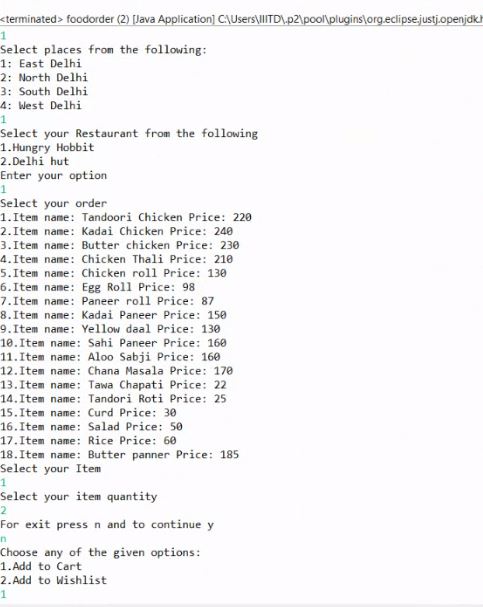 <terminated> foodorder (2) [Java Application] C:\Users\IIITD\.p2\pool\plugins\org.eclipse.justj.openjdk.h
1
Select places from the following:
1: East Delhi
2: North Delhi
3: South Delhi
4: West Delhi
1
Select your Restaurant from the following
1.Hungry Hobbit
2.Delhi hut
Enter your option
1
Select your order
1.Item name: Tandoori Chicken Price: 220
2.Item name: Kadai Chicken Price: 240
3.Item name: Butter chicken Price: 230
4.Item name: Chicken Thali Price: 210
5.Item name: Chicken roll Price: 130
6.Item name: Egg Roll Price: 98
7.Item name: Paneer roll Price: 87
8.Item name: Kadai Paneer Price: 150
9.Item name: Yellow daal Price: 130
10.Item name: Sahi Paneer Price: 160
11.Item name: Aloo Sabji Price: 160
12.Item name: Chana Masala Price: 170
13.Item name: Tawa Chapati Price: 22
14.Item name: Tandori Roti Price: 25
15.Item name: Curd Price: 30
16.Item name: Salad Price: 50
17.Item name: Rice Price: 60
18.Item name: Butter panner Price: 185
Select your Item
1
Select your item quantity
2
For exit press n and to continue y
n
Choose any of the given options:
1.Add to Cart
2.Add to Wishlist
1